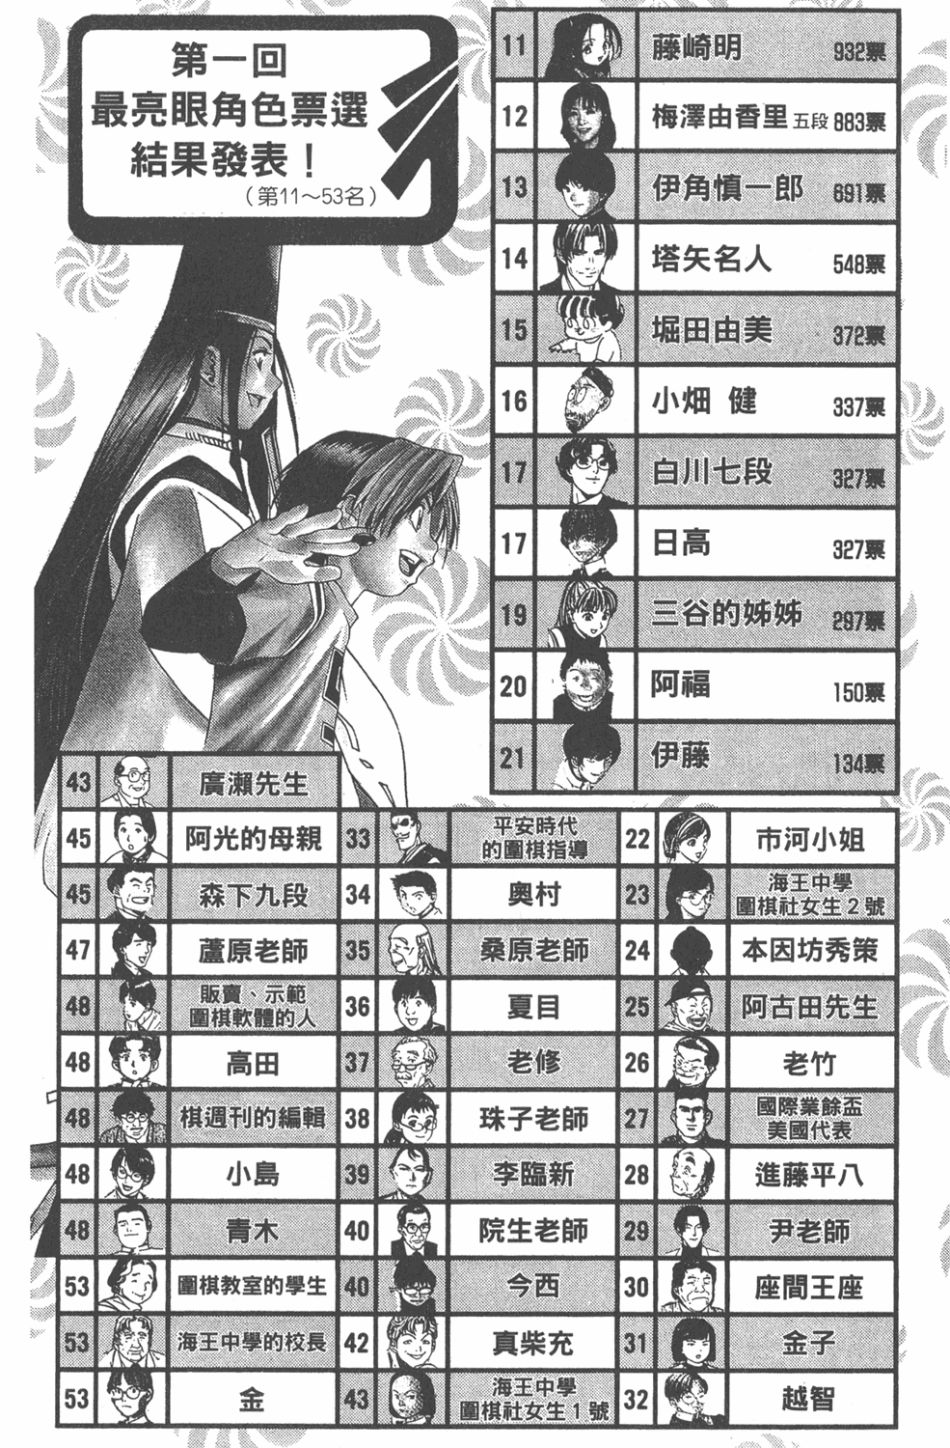 第一回
最亮眼角色票選
結果發表！
（第11～53名）
11 藤崎明 932票
12 梅澤由香里五段 883票
13 伊角慎一郎 691票
14 塔矢名人 548票
15 堀田由美 372票
16 小畑 健 337票
17 白川七段 327票
17 日高 327票
19 三谷的姊姊 297票
20 阿福 150票
21 伊藤 134票
22 市河小姐
23 海王中學
圍棋社女生2號
24 本因坊秀策
25 阿古田先生
26 老竹
27 國際業餘盃
美國代表
28 進藤平八
29 尹老師
30 座間王座
31 金子
32 越智
33 平安時代
的圍棋指導
34 奧村
35 桑原老師
36 夏目
37 老修
38 珠子老師
39 李臨新
40 院生老師
40 今西
42 真柴充
43 海王中學
圍棋社女生1號
43 廣瀨先生
45 阿光的母親
45 森下九段
47 蘆原老師
48 販賣、示範
圍棋軟體的人
48 高田
48 棋週刊的編輯
48 小島
48 青木
53 圍棋教室的學生
53 海王中學的校長
53 金